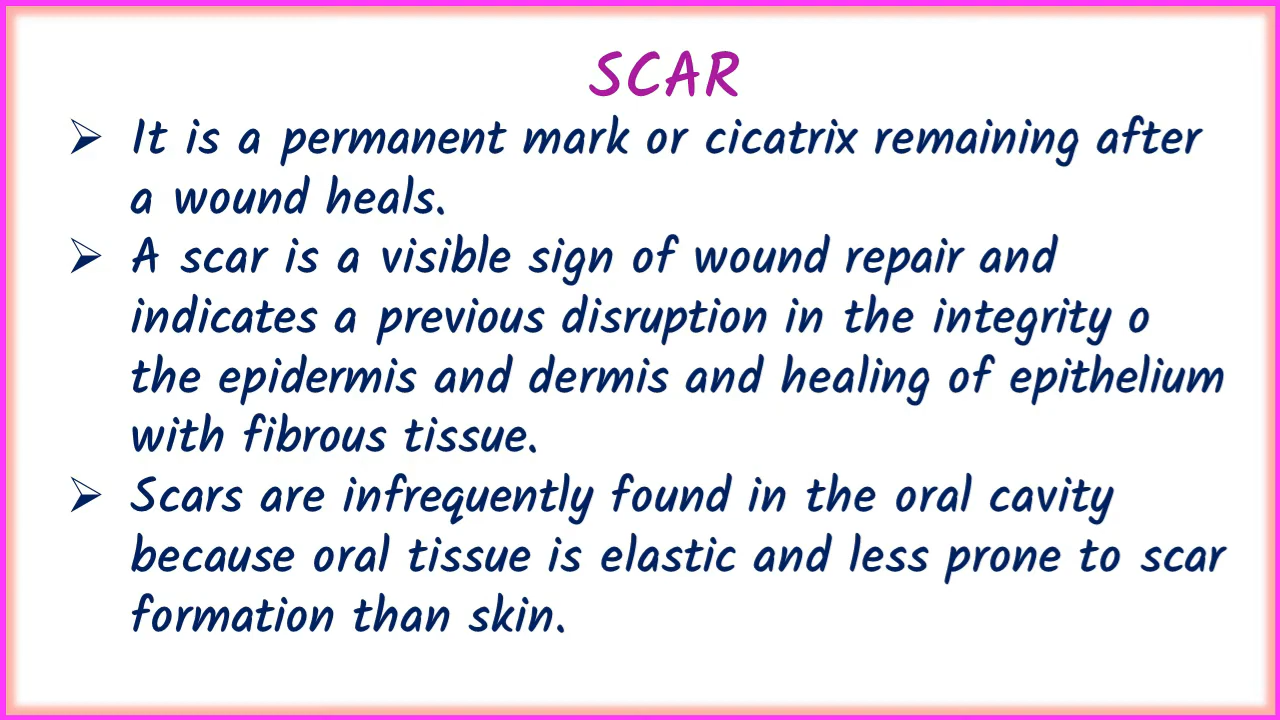 SCAR
➢ It is a permanent mark or cicatrix remaining after
a wound heals.
➢ A scar is a visible sign of wound repair and
indicates a previous disruption in the integrity o
the epidermis and dermis and healing of epithelium
with fibrous tissue.
➢ Scars are infrequently found in the oral cavity
because oral tissue is elastic and less prone to scar
formation than skin.